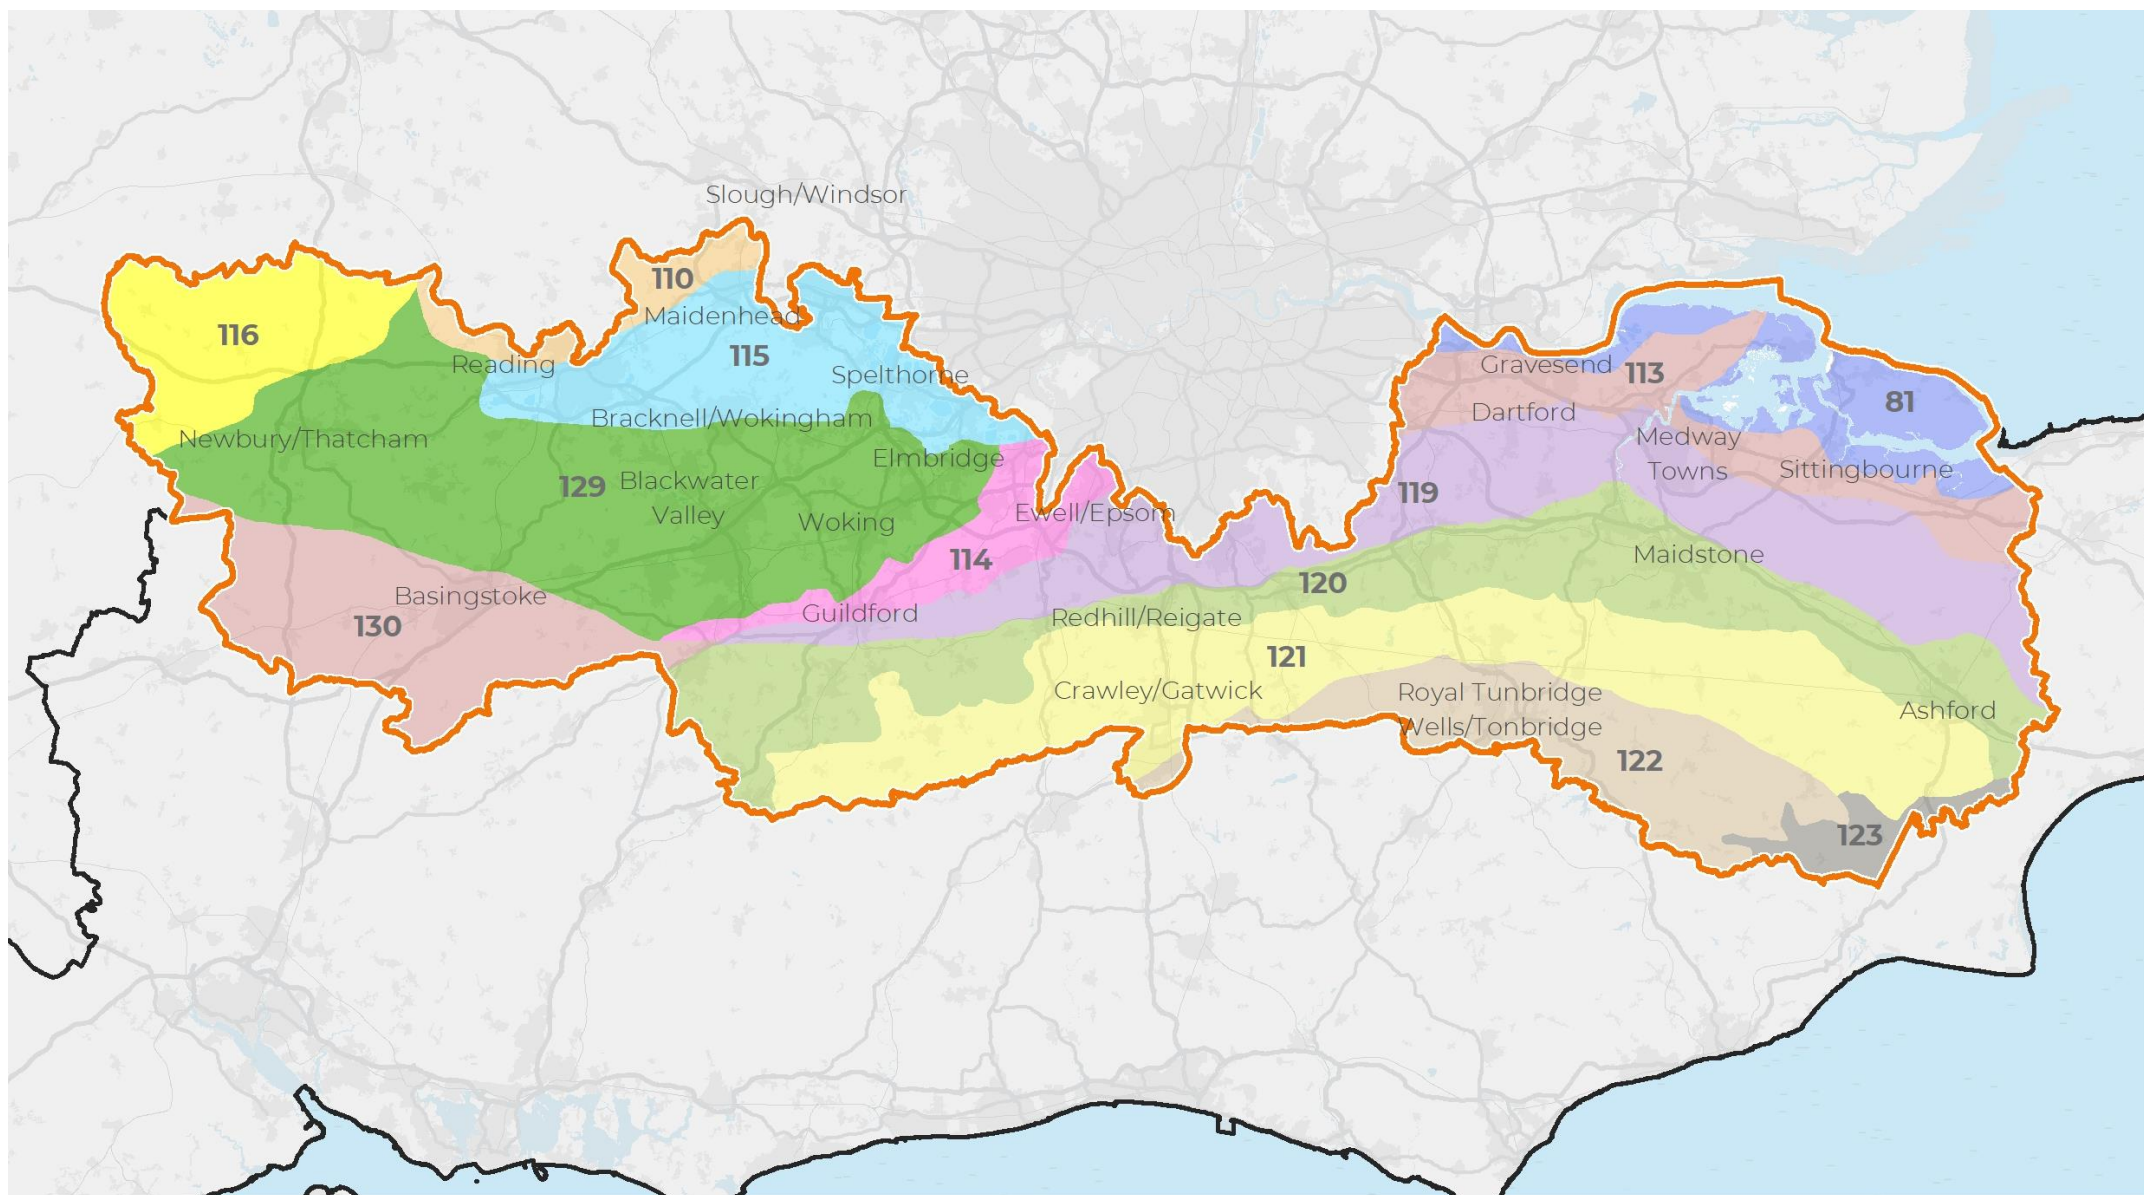 Slough/Windsor
110
Maidenhead
116
115
Reading
Spelthorne
Gravesend
113
81
Dartford
Bracknell/Wokingham
Newbury/Thatcham
Medway
Towns
Elmbridge
Sittingbourne
129
Blackwater
Valley
119
Woking
Ewell/Epsom
114
Maidstone
120
Basingstoke
130
Guildford
Redhill/Reigate
121
Crawley/Gatwick
Royal Tunbridge
Wells/Tonbridge
Ashford
122
123